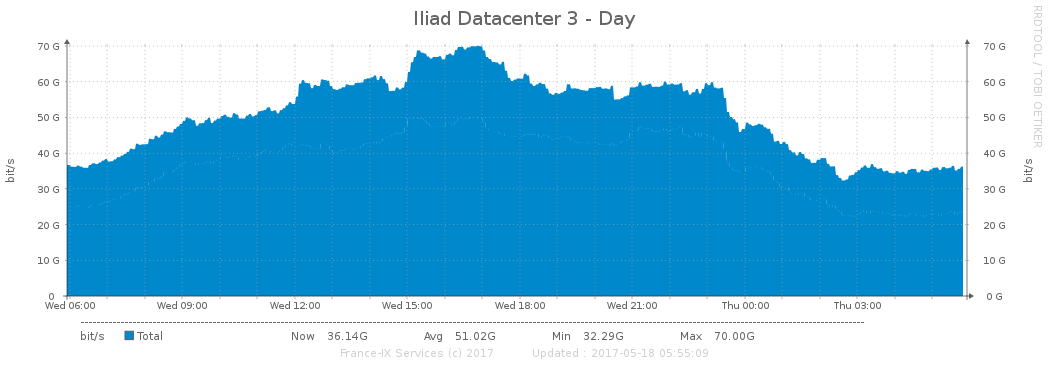 Iliad Datacenter 3 - Day
RRDTOOL / TOBI OETIKER
bit/s
bit/s
70 G 70 G
60 G 60 G
50 G 50 G
40 G 40 G
30 G 30 G
20 G 20 G
10 G 10 G
0 0 G
Wed 06:00 Wed 09:00 Wed 12:00 Wed 15:00 Wed 18:00 Wed 21:00 Thu 00:00 Thu 03:00
bit/s Total Now 36.14G Avg 51.02G Min 32.29G Max 70.00G
France-IX Services (c) 2017 Updated : 2017-05-18 05:55:09